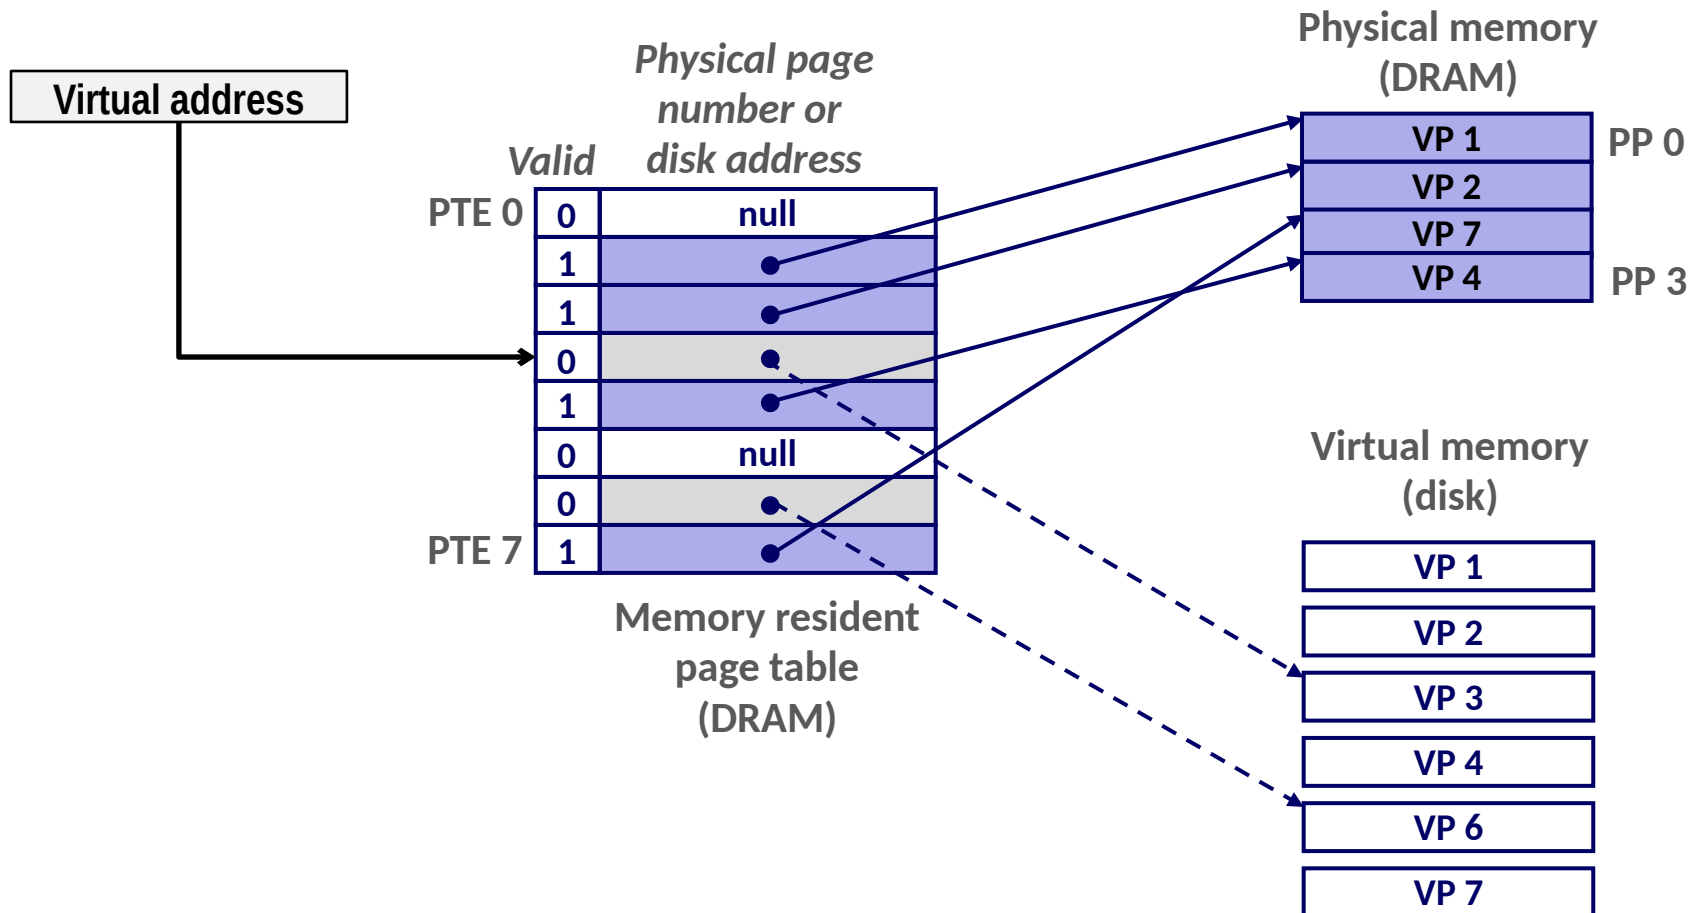 Virtual address
Physical page
number or
disk address
Valid
PTE 0
0
null
1
1
0
1
0
null
0
PTE 7
1
Memory resident
page table
(DRAM)
Physical memory
(DRAM)
VP 1
PP 0
VP 2
VP 7
VP 4
PP 3
Virtual memory
(disk)
VP 1
VP 2
VP 3
VP 4
VP 6
VP 7